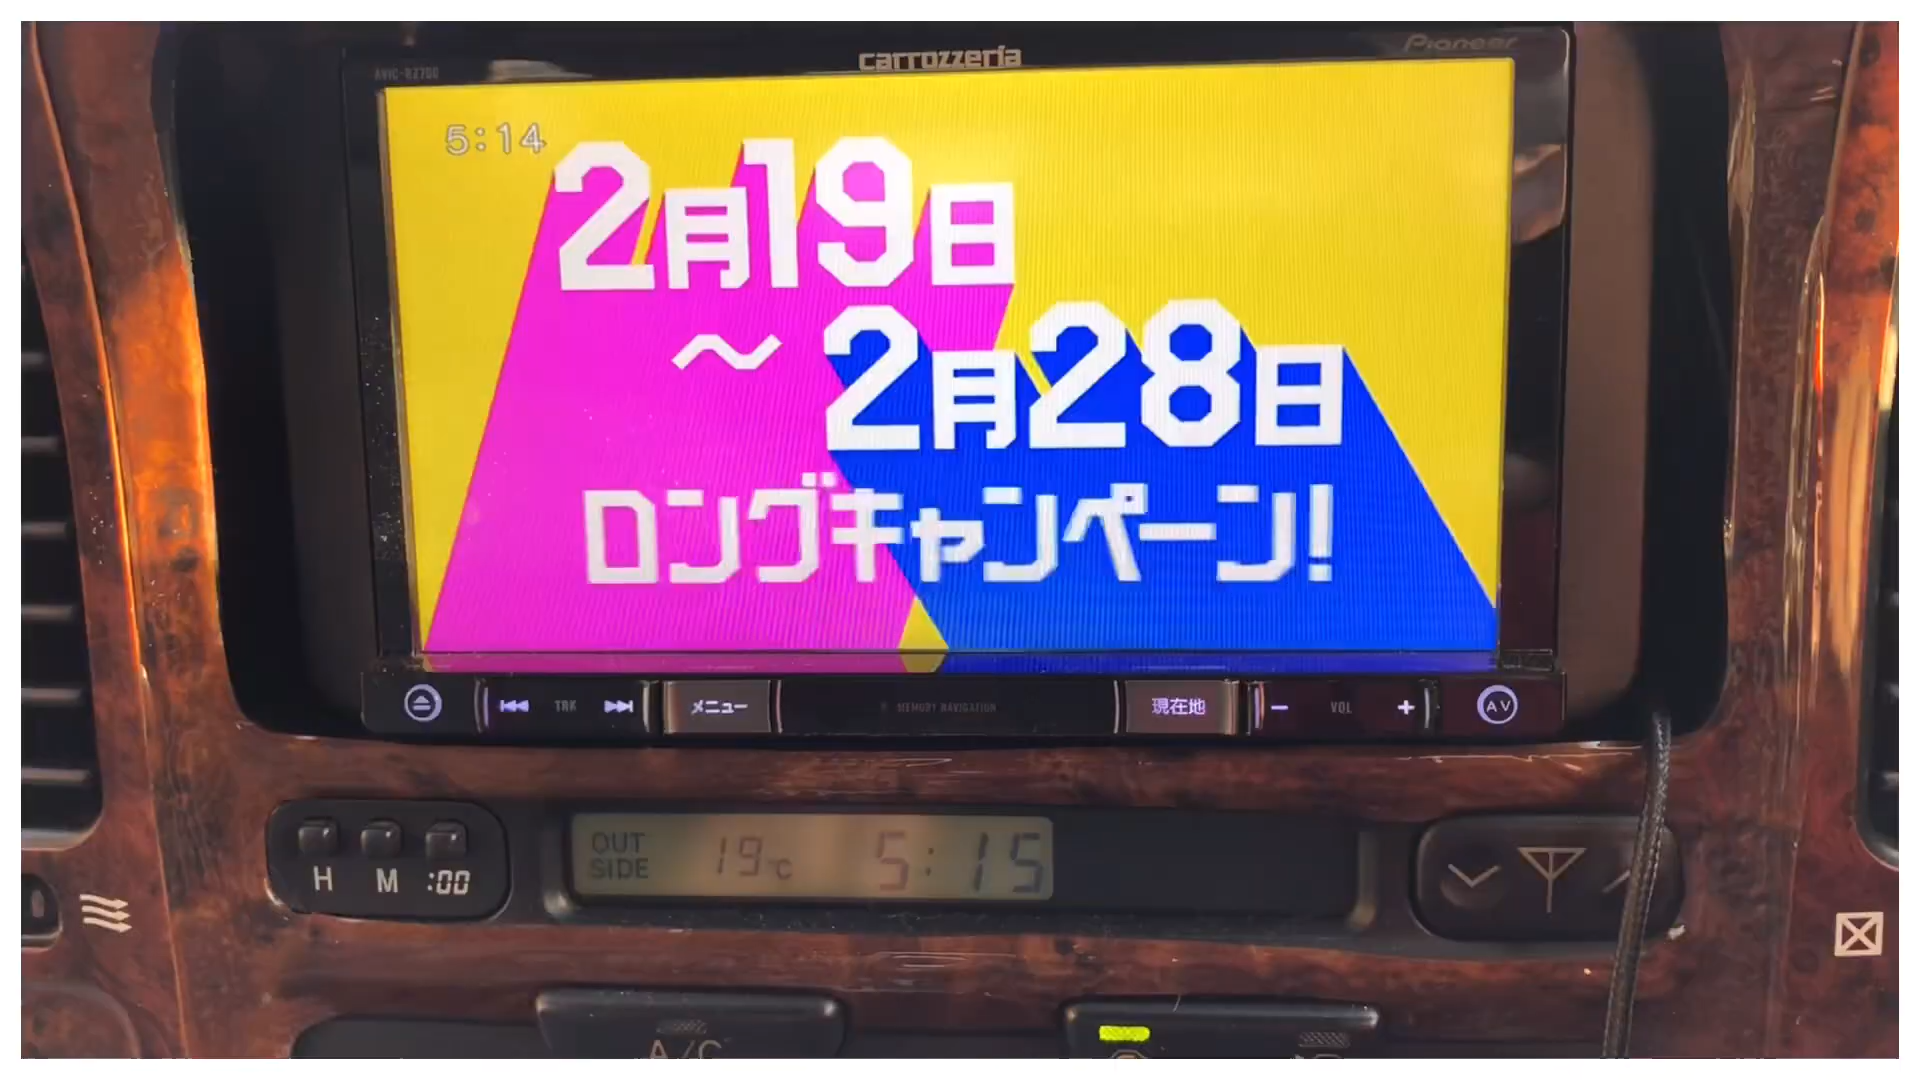 carrozzeria
Pioneer
5:14
2月19日
～2月28日
ロングキャンペーン!
TRK
メニュー
MEMORY NAVIGATION
現在地
− VOL +
AV
OUT SIDE 19℃ 5:15
H M :00
A/C